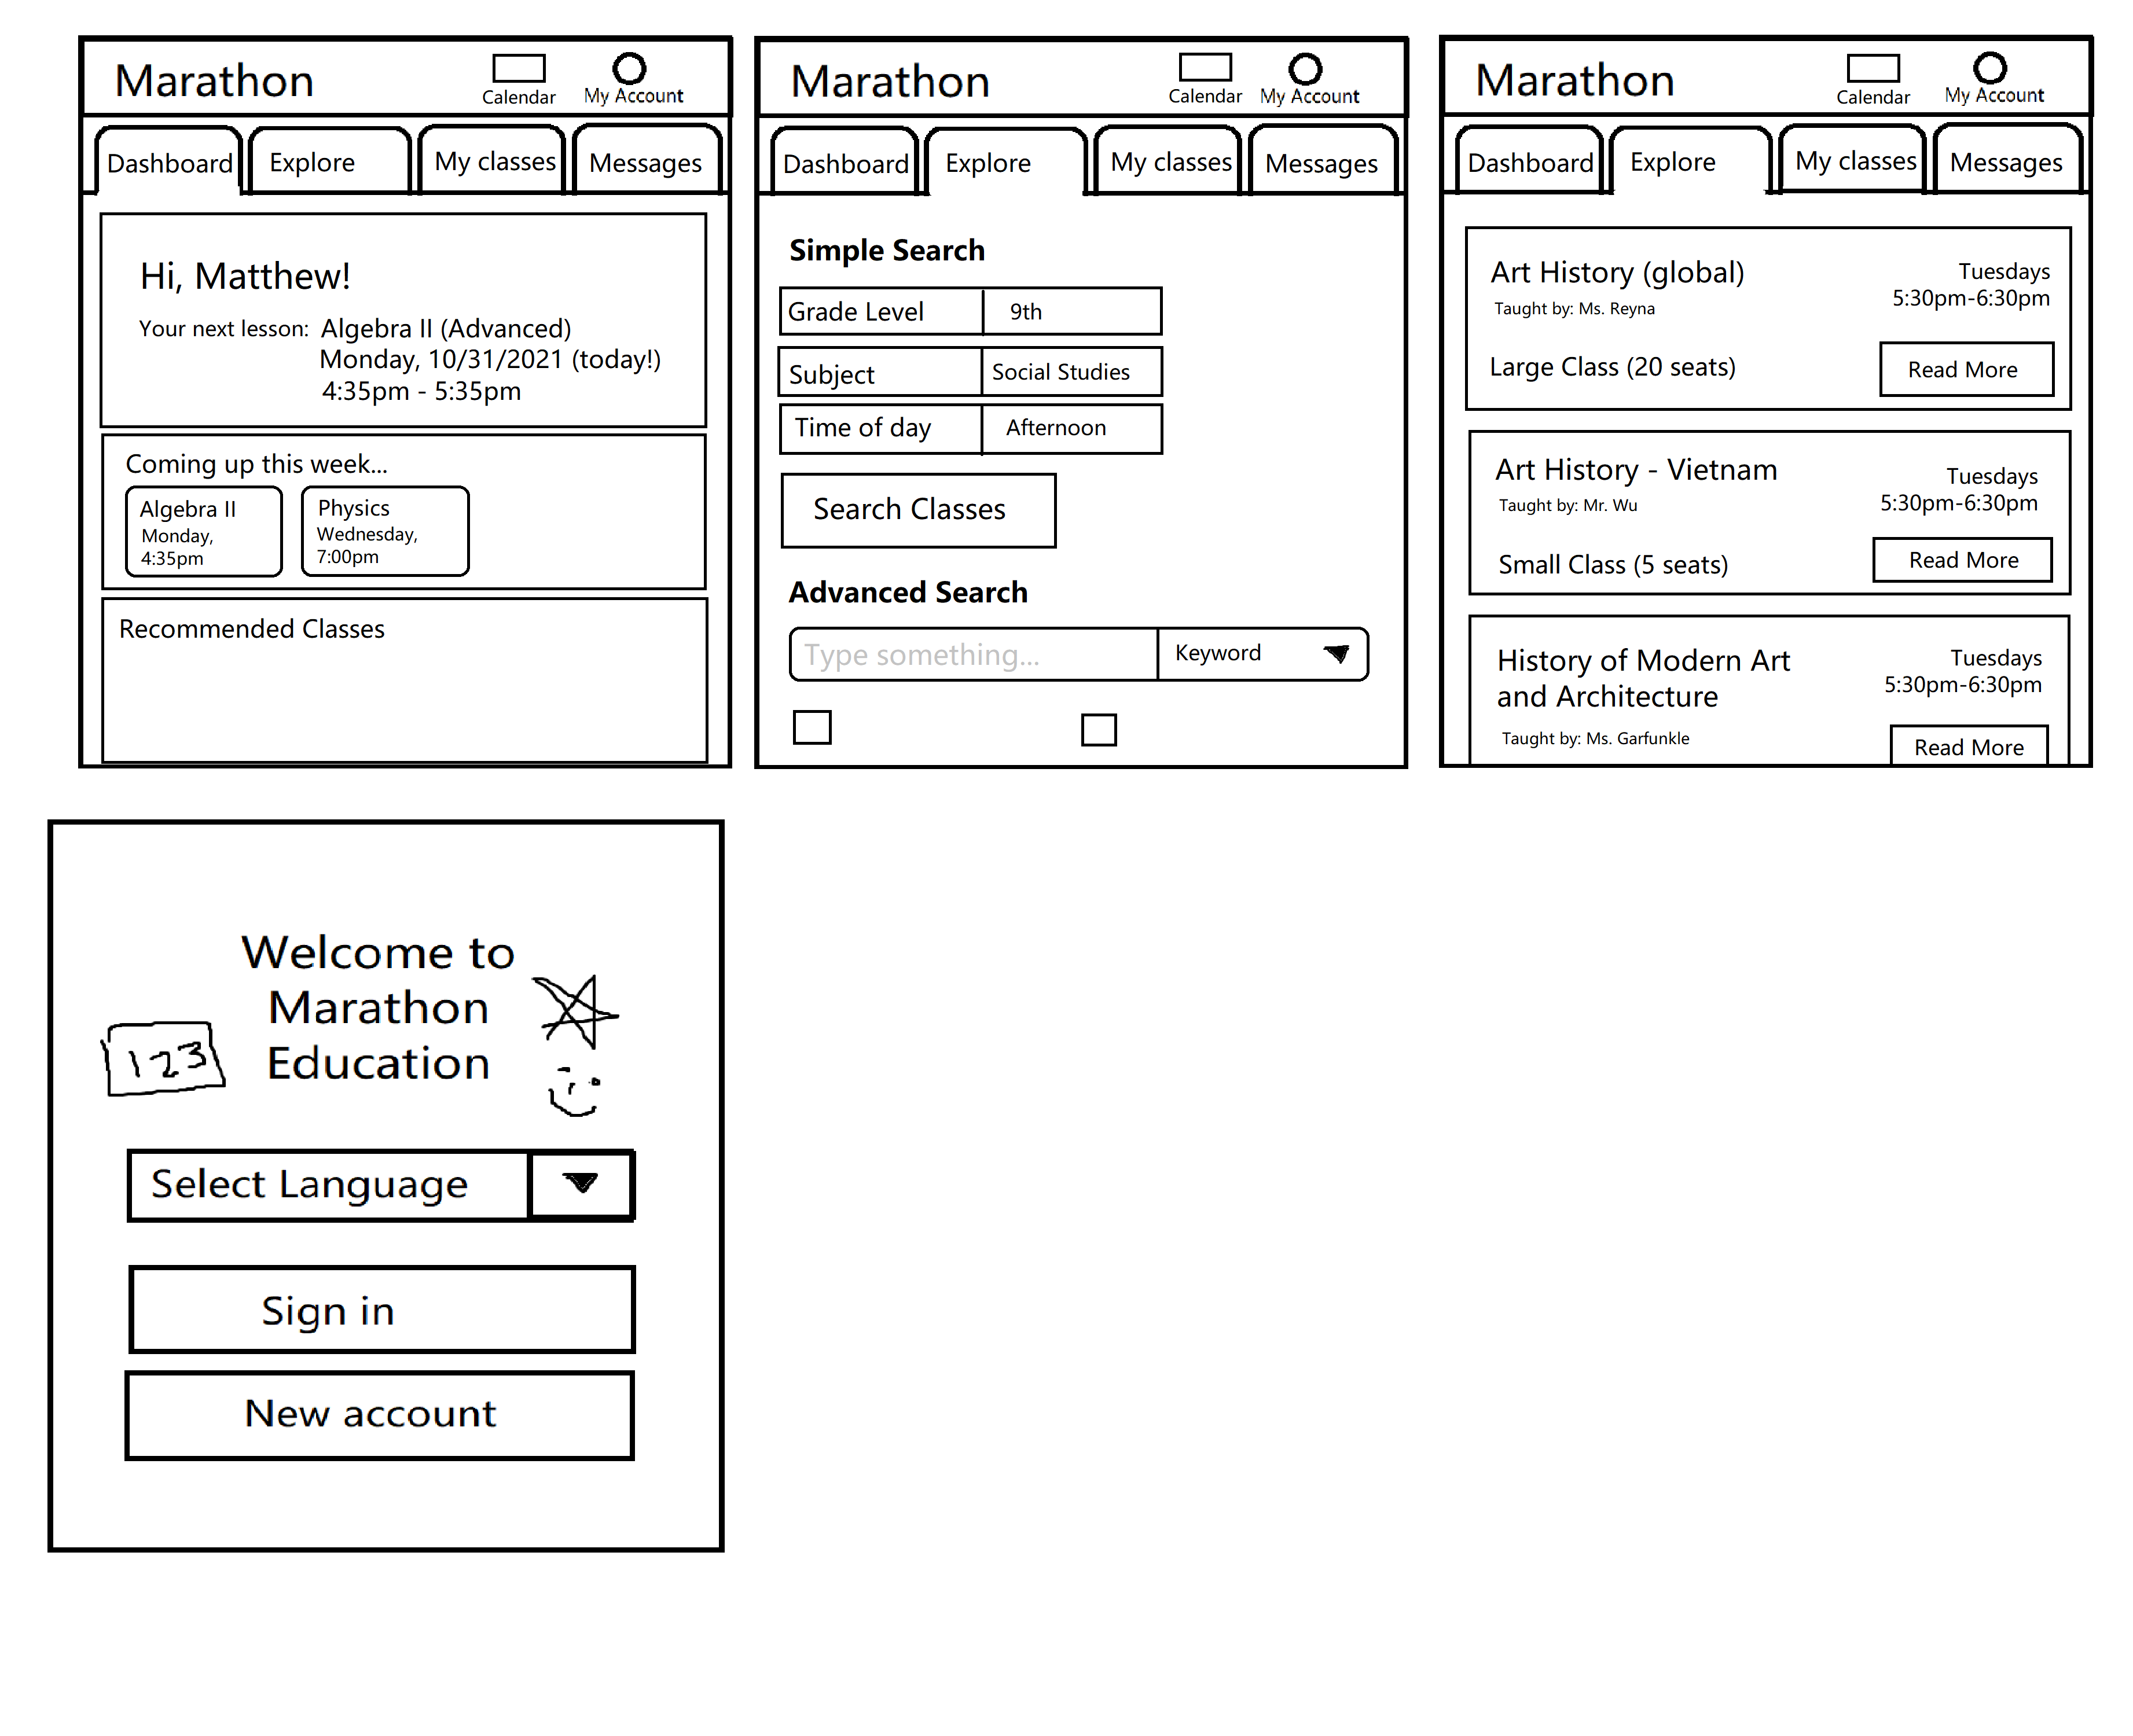 Marathon
Calendar
My Account
Dashboard
Explore
My classes
Messages
Hi, Matthew!
Your next lesson: Algebra II (Advanced)
Monday, 10/31/2021 (today!)
4:35pm - 5:35pm
Coming up this week...
Algebra II
Monday,
4:35pm
Physics
Wednesday,
7:00pm
Recommended Classes
Marathon
Calendar
My Account
Dashboard
Explore
My classes
Messages
Simple Search
Grade Level
9th
Subject
Social Studies
Time of day
Afternoon
Search Classes
Advanced Search
Type something...
Keyword
Marathon
Calendar
My Account
Dashboard
Explore
My classes
Messages
Art History (global)
Taught by: Ms. Reyna
Tuesdays
5:30pm-6:30pm
Large Class (20 seats)
Read More
Art History - Vietnam
Taught by: Mr. Wu
Tuesdays
5:30pm-6:30pm
Small Class (5 seats)
Read More
History of Modern Art
and Architecture
Taught by: Ms. Garfunkle
Tuesdays
5:30pm-6:30pm
Read More
Welcome to
Marathon
Education
123
Select Language
Sign in
New account